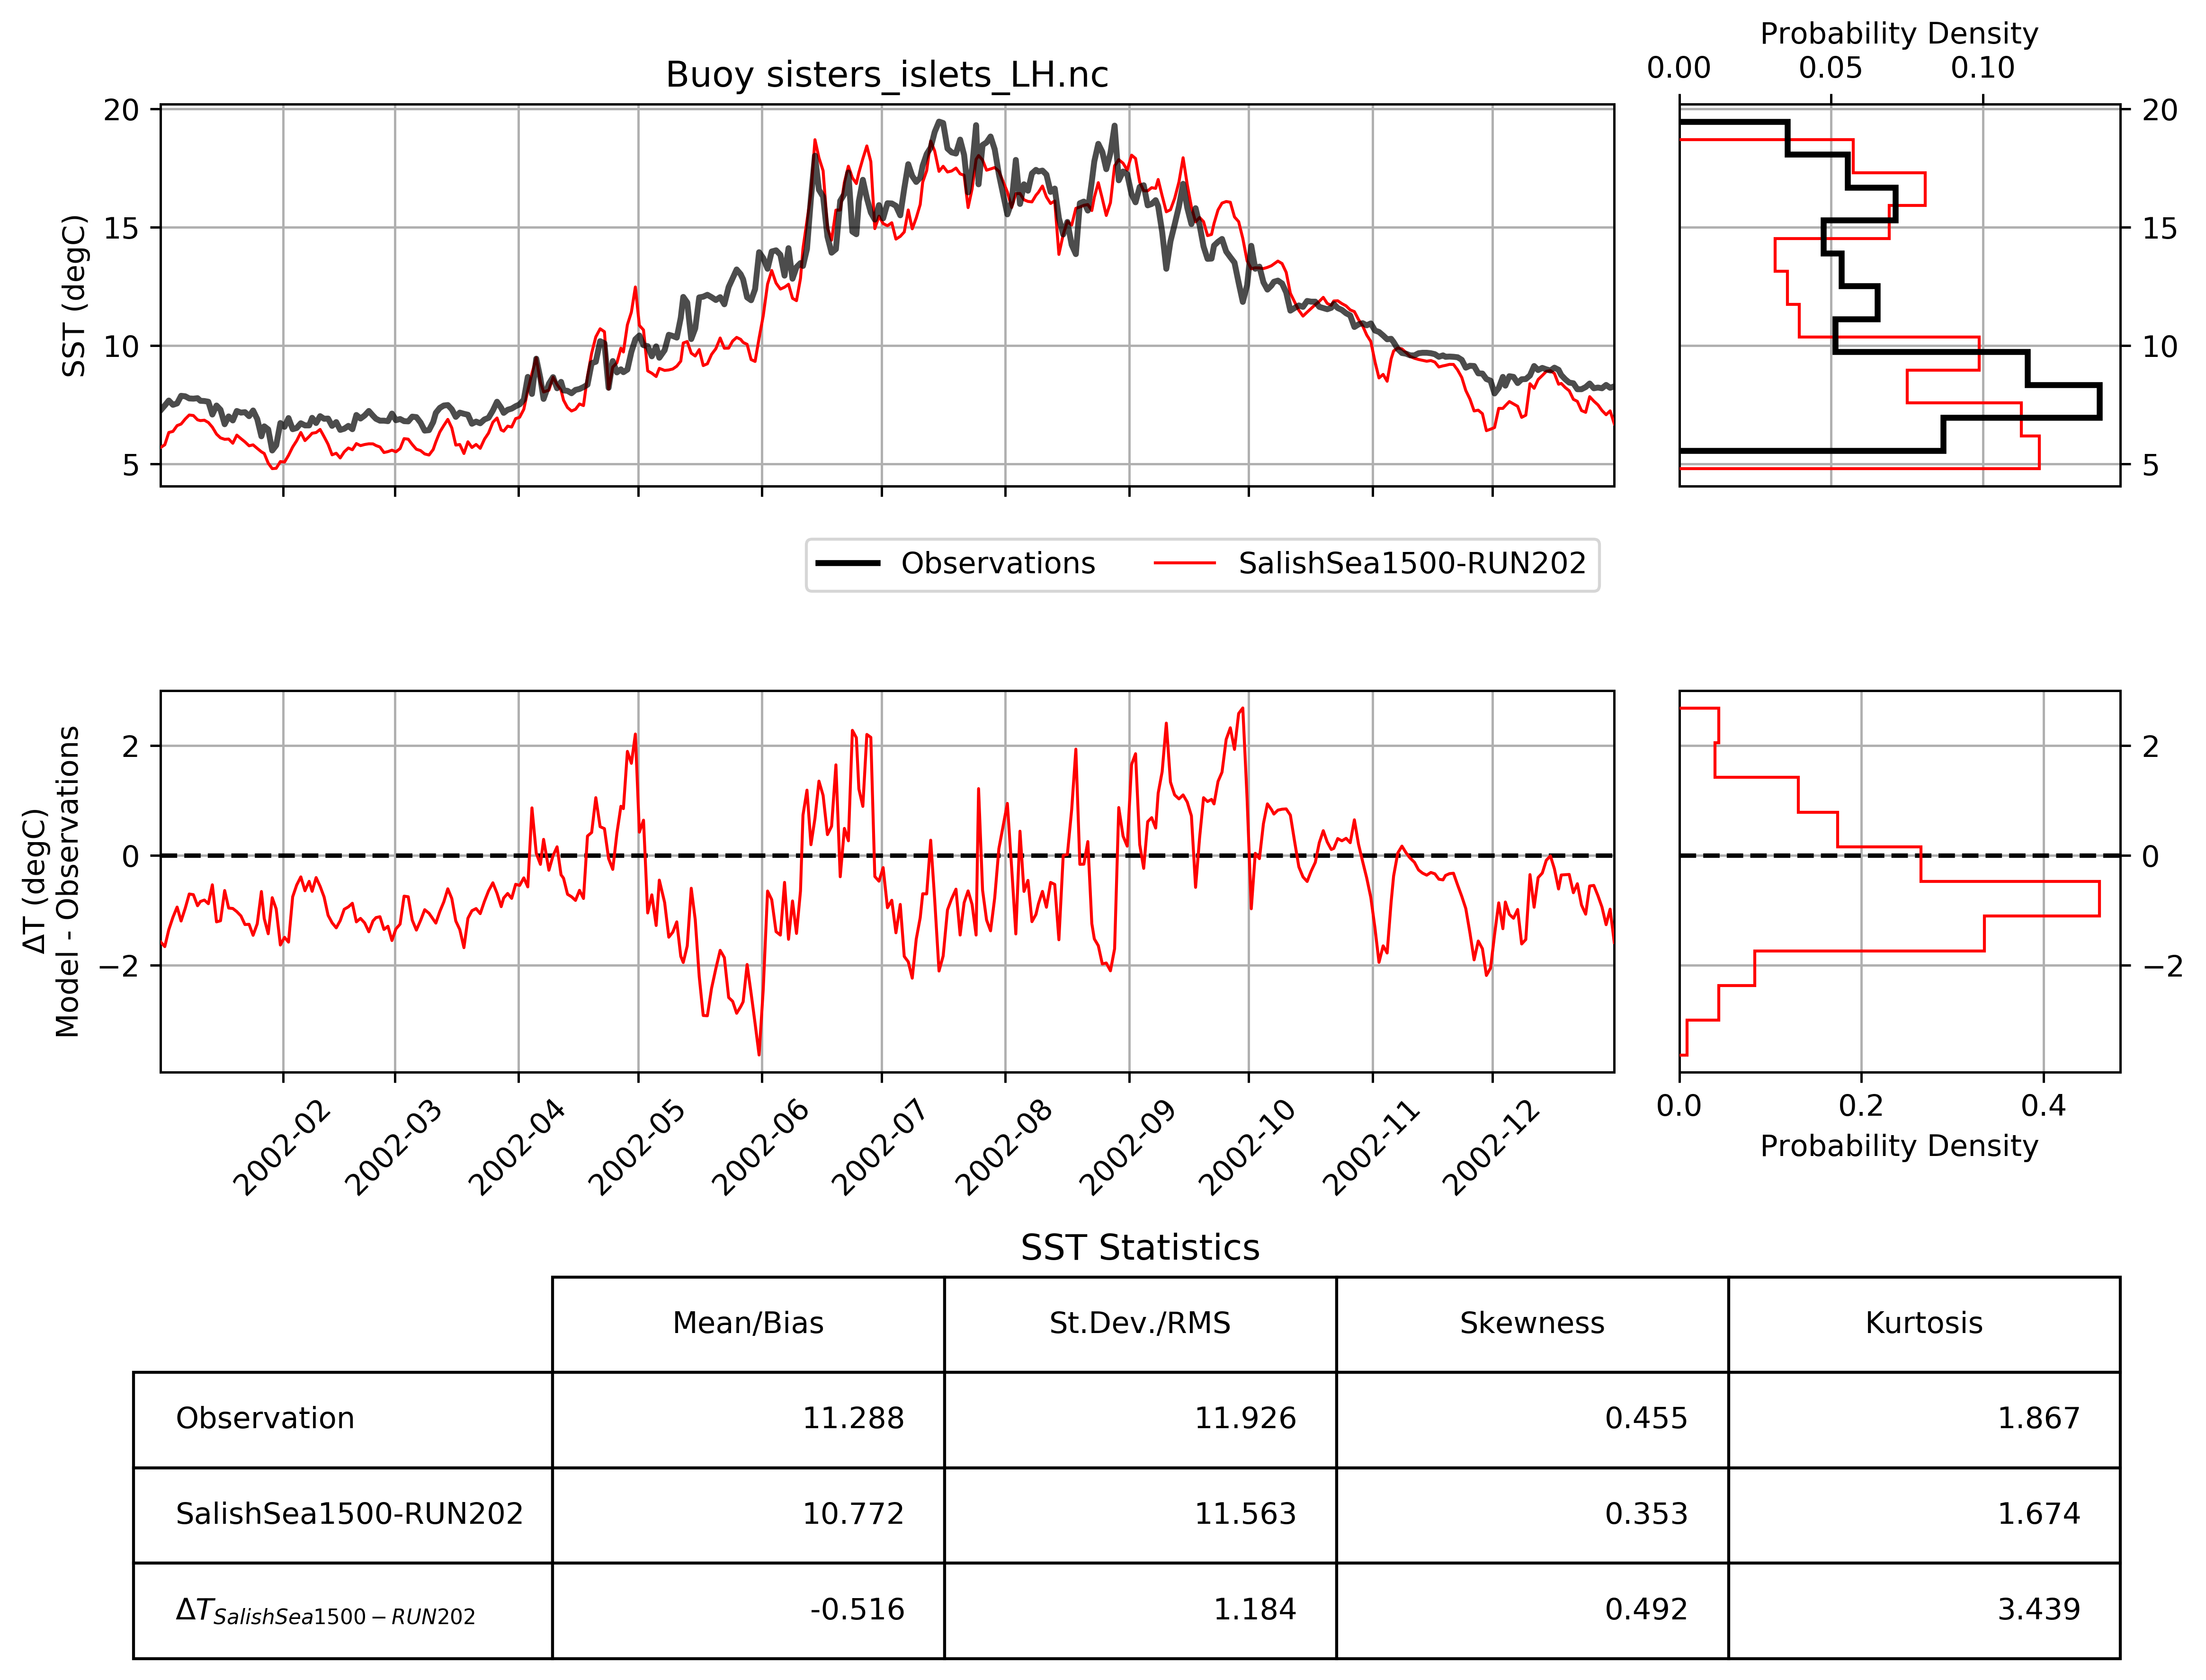 Probability Density
0.00 0.05 0.10
Buoy sisters_islets_LH.nc
20
15
10
5
SST (degC)
20
15
10
5
Observations SalishSea1500-RUN202
2
0
−2
ΔT (degC)
Model - Observations
2
0
−2
2002-02 2002-03 2002-04 2002-05 2002-06 2002-07 2002-08 2002-09 2002-10 2002-11 2002-12
0.0 0.2 0.4
Probability Density
SST Statistics
Mean/Bias St.Dev./RMS Skewness Kurtosis
Observation 11.288 11.926 0.455 1.867
SalishSea1500-RUN202 10.772 11.563 0.353 1.674
ΔT SalishSea1500−RUN202 -0.516 1.184 0.492 3.439